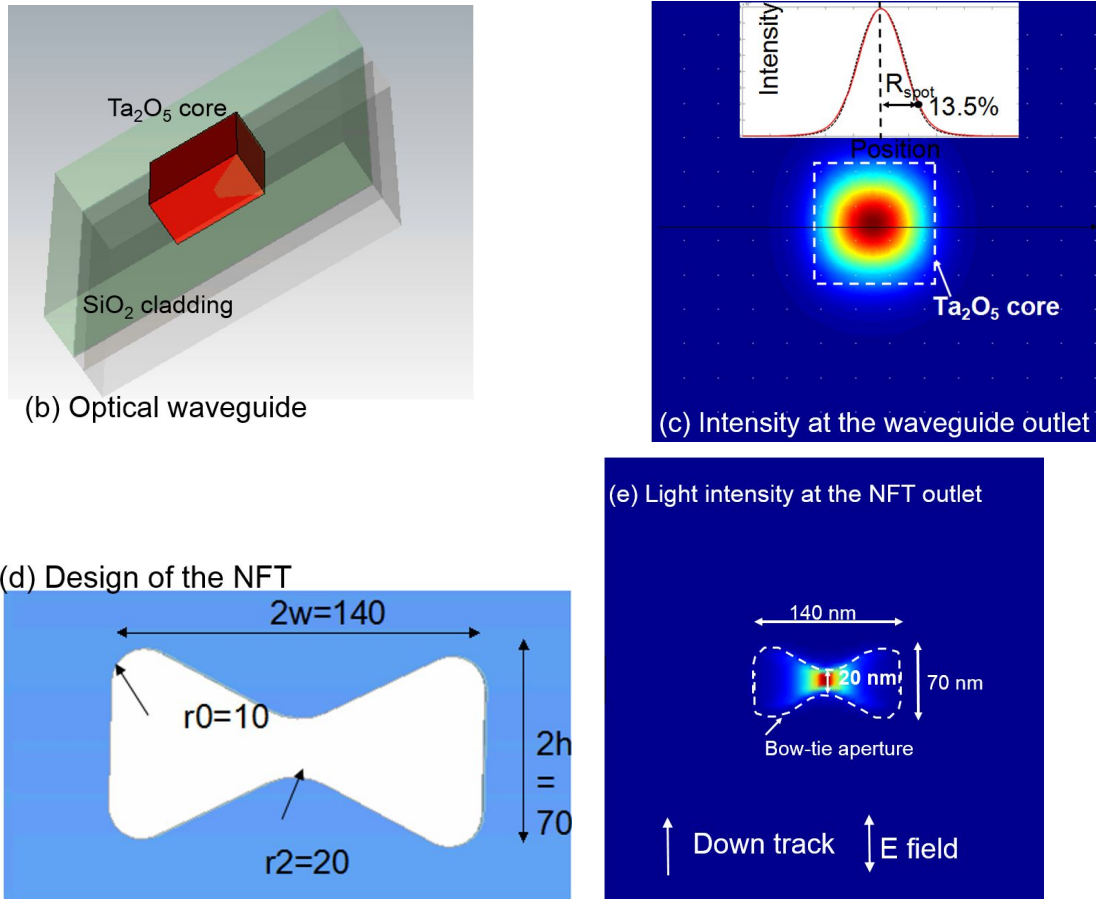 Ta₂O₅ core
SiO₂ cladding
(b) Optical waveguide
Intensity
R_spot
13.5%
Position
Ta₂O₅ core
(c) Intensity at the waveguide outlet
(d) Design of the NFT
2w=140
r0=10
2h
=
70
r2=20
(e) Light intensity at the NFT outlet
140 nm
20 nm
70 nm
Bow-tie aperture
Down track
E field